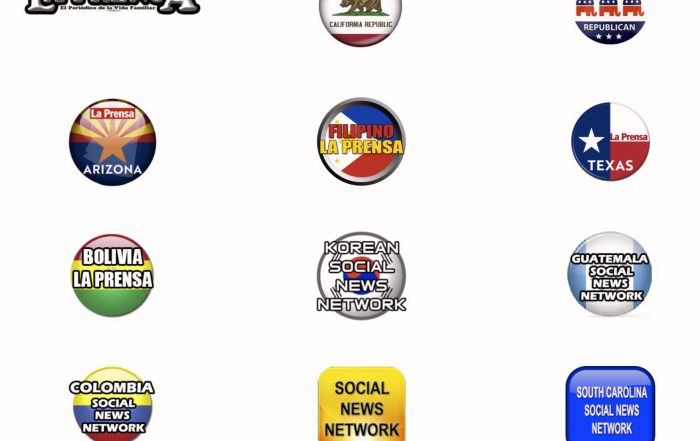 LA PRENSA
El Periódico de la Vida Familiar
CALIFORNIA REPUBLIC
REPUBLICAN
La Prensa
ARIZONA
FILIPINO
LA PRENSA
La Prensa
TEXAS
BOLIVIA
LA PRENSA
KOREAN
SOCIAL
NEWS
NETWORK
GUATEMALA
SOCIAL
NEWS
NETWORK
COLOMBIA
SOCIAL
NEWS
NETWORK
SOCIAL
NEWS
NETWORK
SOUTH CAROLINA
SOCIAL NEWS
NETWORK